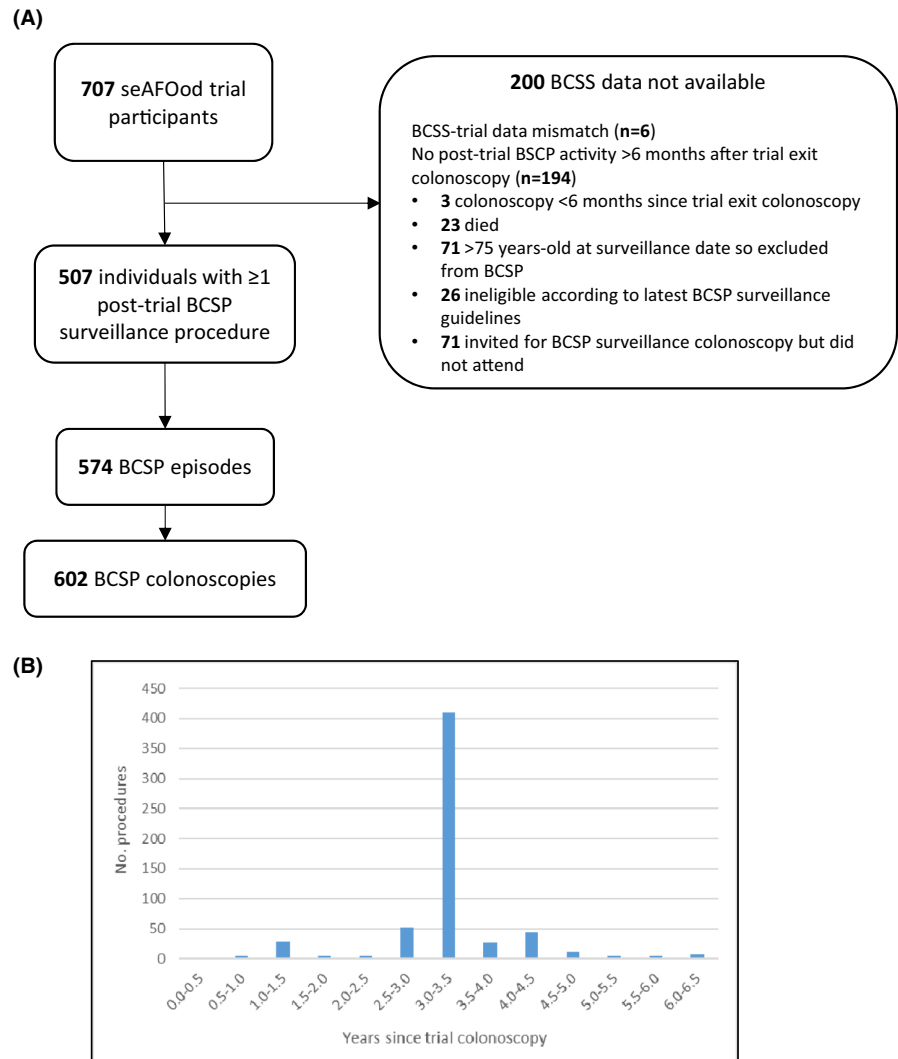 (A)
707 seAFOod trial
participants
200 BCSS data not available
BCSS-trial data mismatch (n=6)
No post-trial BSCP activity >6 months after trial exit
colonoscopy (n=194)
• 3 colonoscopy <6 months since trial exit colonoscopy
• 23 died
• 71 >75 years-old at surveillance date so excluded
from BCSP
• 26 ineligible according to latest BCSP surveillance
guidelines
• 71 invited for BCSP surveillance colonoscopy but did
not attend
507 individuals with ≥1
post-trial BCSP
surveillance procedure
574 BCSP episodes
602 BCSP colonoscopies
(B)
No. procedures
450
400
350
300
250
200
150
100
50
0
0.0-0.5
0.5-1.0
1.0-1.5
1.5-2.0
2.0-2.5
2.5-3.0
3.0-3.5
3.5-4.0
4.0-4.5
4.5-5.0
5.0-5.5
5.5-6.0
6.0-6.5
Years since trial colonoscopy